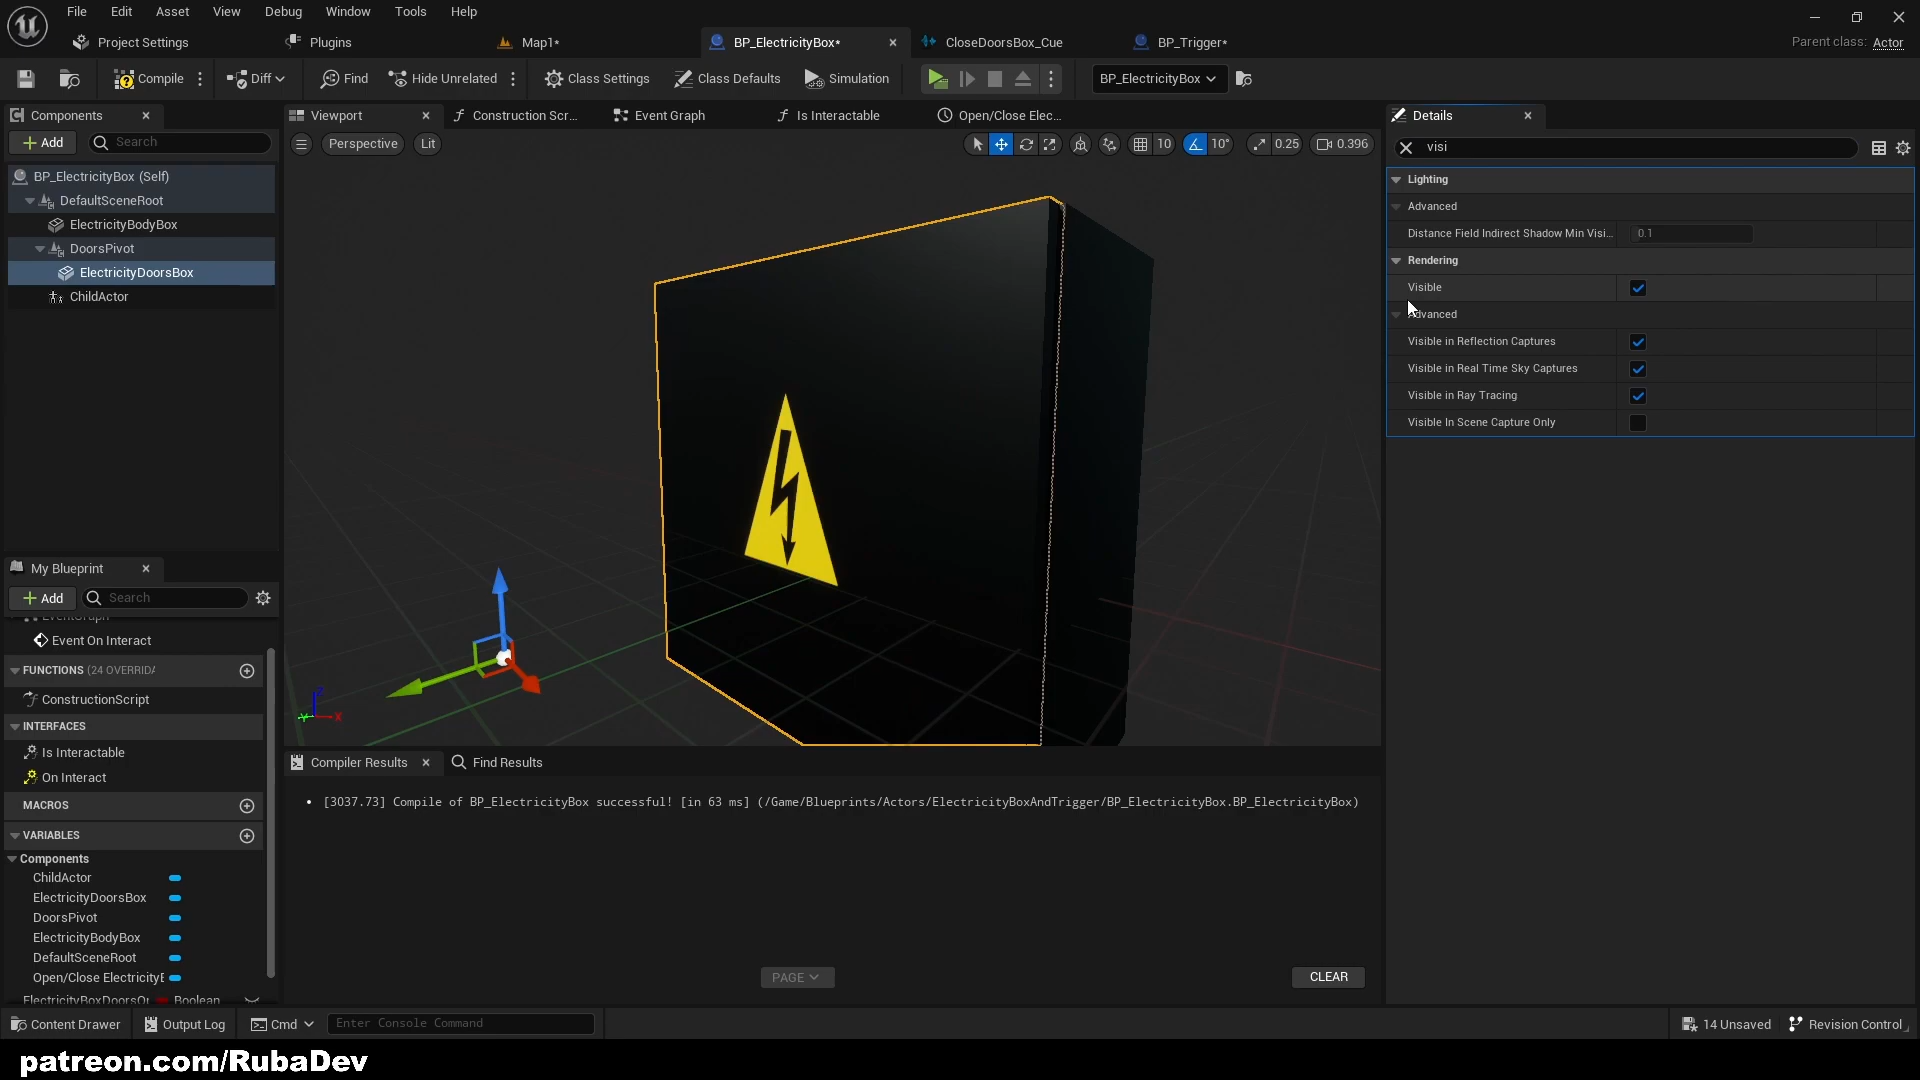 File Edit Asset View Debug Window Tools Help
Project Settings Plugins Map1* BP_ElectricityBox* CloseDoorsBox_Cue BP_Trigger* Parent class: Actor
Compile Diff Find Hide Unrelated Class Settings Class Defaults Simulation BP_ElectricityBox
Components
Add Search
BP_ElectricityBox (Self)
DefaultSceneRoot
ElectricityBodyBox
DoorsPivot
ElectricityDoorsBox
ChildActor
Viewport Construction Scr... Event Graph Is Interactable Open/Close Elec...
Perspective Lit 10 10° 0.25 0.396
Details
visi
Lighting
Advanced
Distance Field Indirect Shadow Min Visi... 0.1
Rendering
Visible
Advanced
Visible in Reflection Captures
Visible in Real Time Sky Captures
Visible in Ray Tracing
Visible In Scene Capture Only
My Blueprint
Add Search
EventGraph
Event On Interact
FUNCTIONS (24 OVERRIDA
ConstructionScript
INTERFACES
Is Interactable
On Interact
MACROS
VARIABLES
Components
ChildActor
ElectricityDoorsBox
DoorsPivot
ElectricityBodyBox
DefaultSceneRoot
Open/Close ElectricityE
ElectricityBoxDoorsO Boolean
Z
Y X
Compiler Results Find Results
• [3037.73] Compile of BP_ElectricityBox successful! [in 63 ms] (/Game/Blueprints/Actors/ElectricityBoxAndTrigger/BP_ElectricityBox.BP_ElectricityBox)
PAGE CLEAR
Content Drawer Output Log Cmd Enter Console Command 14 Unsaved Revision Control
patreon.com/RubaDev